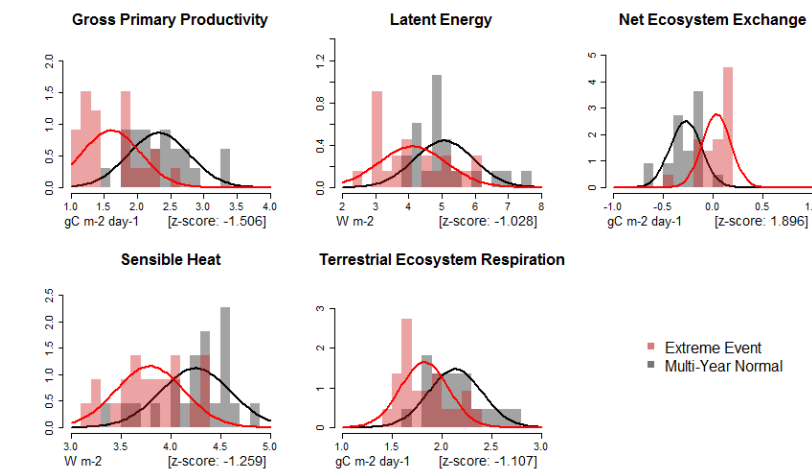 Gross Primary Productivity
Latent Energy
Net Ecosystem Exchange
0.0 0.5 1.0 1.5 2.0
1.0 1.5 2.0 2.5 3.0 3.5 4.0
gC m-2 day-1 [z-score: -1.506]
0.0 0.4 0.8 1.2
2 3 4 5 6 7 8
W m-2 [z-score: -1.028]
0 1 2 3 4 5
-1.0 -0.5 0.0 0.5
gC m-2 day-1 [z-score: 1.896]
Sensible Heat
Terrestrial Ecosystem Respiration
0.0 0.5 1.0 1.5 2.0 2.5
3.0 3.5 4.0 4.5 5.0
W m-2 [z-score: -1.259]
0 1 2 3
1.0 1.5 2.0 2.5 3.0
gC m-2 day-1 [z-score: -1.107]
Extreme Event
Multi-Year Normal